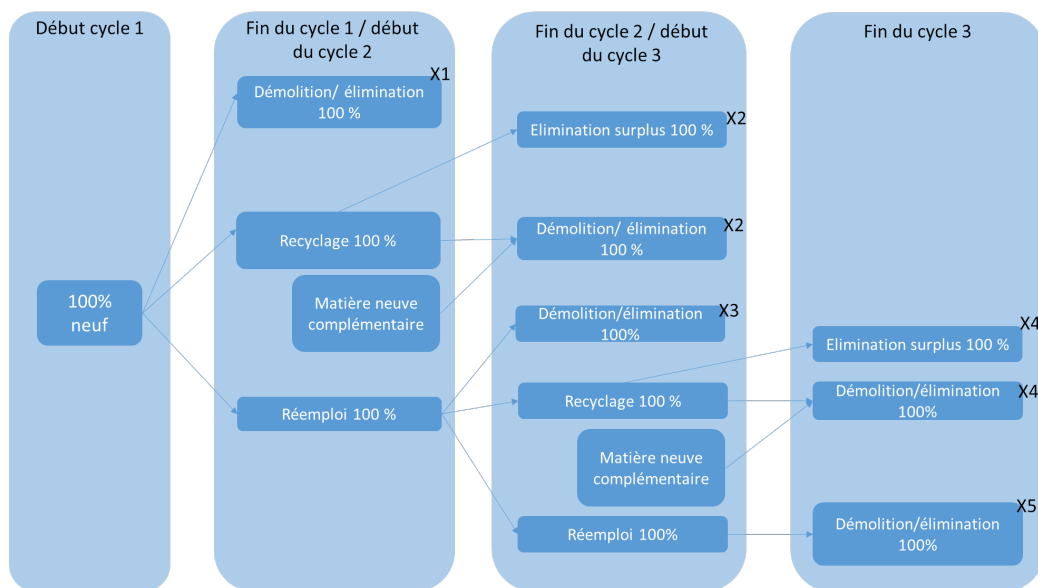 Début cycle 1
100%
neuf
Fin du cycle 1 / début
du cycle 2
X1
Démolition/ élimination
100 %
Recyclage 100 %
Matière neuve
complémentaire
Réemploi 100 %
Fin du cycle 2 / début
du cycle 3
X2
Elimination surplus 100 %
X2
Démolition/ élimination
100 %
X3
Démolition/élimination
100%
Recyclage 100 %
Matière neuve
complémentaire
Réemploi 100%
Fin du cycle 3
X4
Elimination surplus 100 %
X4
Démolition/élimination
100%
X5
Démolition/élimination
100%